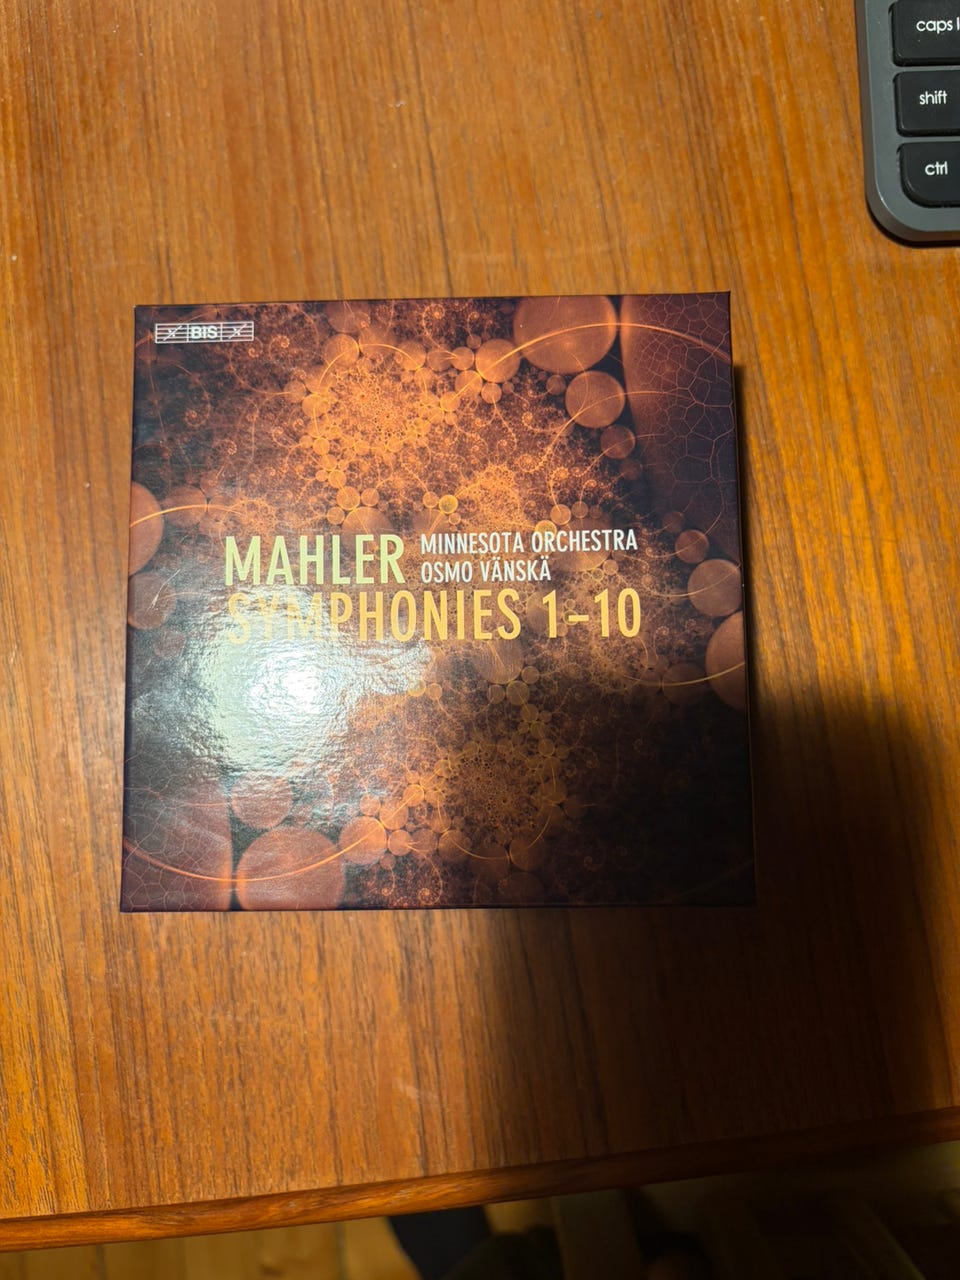 caps l
shift
ctrl
BIS
MAHLER MINNESOTA ORCHESTRA
OSMO VÄNSKÄ
SYMPHONIES 1–10